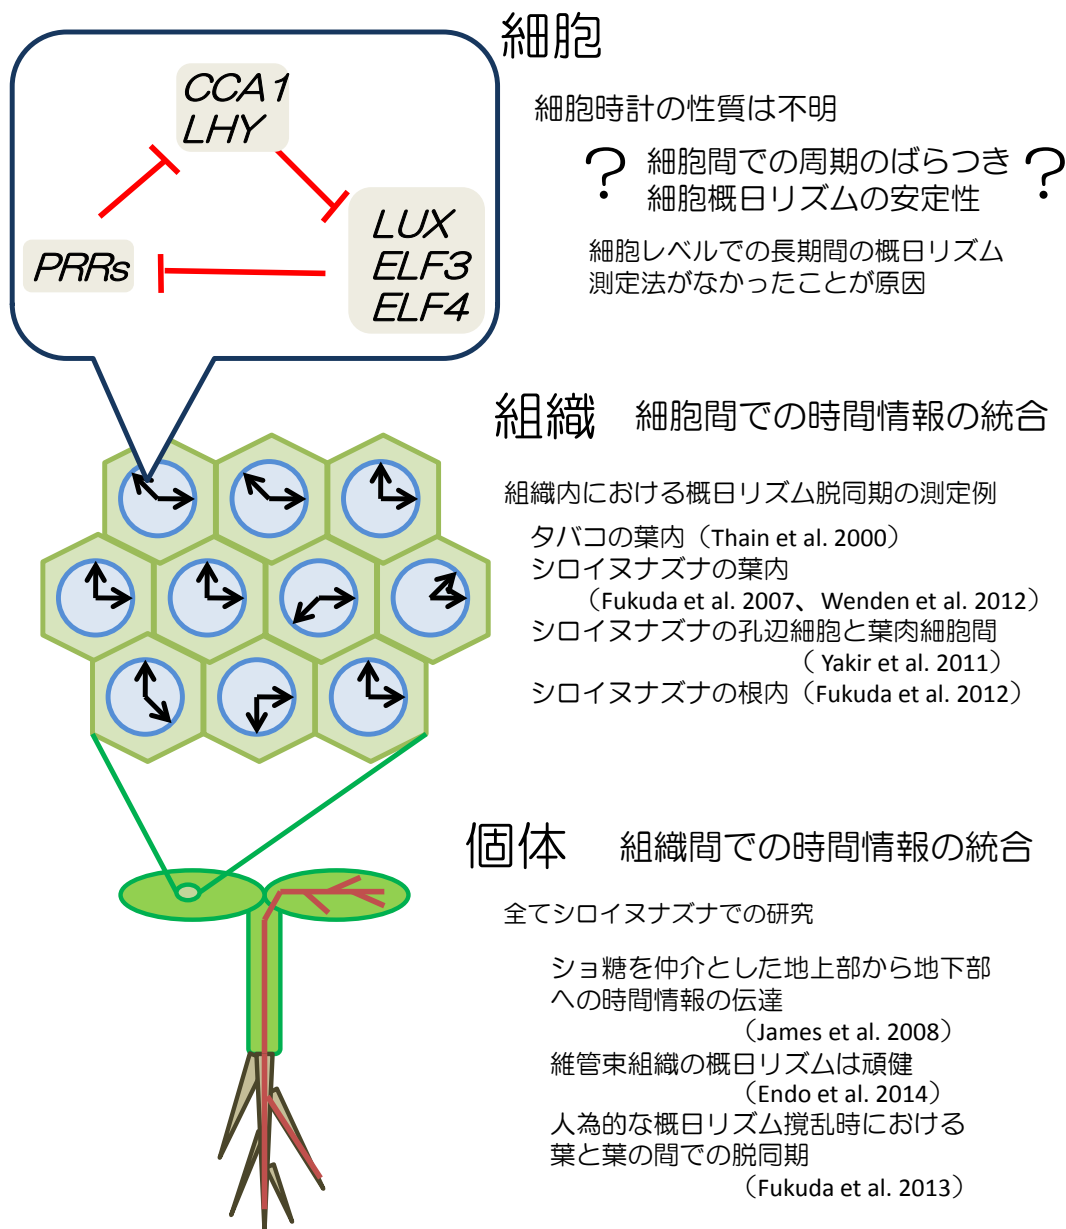 細胞
CCA1
LHY
LUX
ELF3
ELF4
PRRs
細胞時計の性質は不明
? 細胞間での周期のばらつき ?
細胞概日リズムの安定性
細胞レベルでの長期間の概日リズム
測定法がなかったことが原因
組織 細胞間での時間情報の統合
組織内における概日リズム脱同期の測定例
タバコの葉内（Thain et al. 2000）
シロイヌナズナの葉内
（Fukuda et al. 2007、Wenden et al. 2012）
シロイヌナズナの孔辺細胞と葉肉細胞間
（ Yakir et al. 2011）
シロイヌナズナの根内（Fukuda et al. 2012）
個体 組織間での時間情報の統合
全てシロイヌナズナでの研究
ショ糖を仲介とした地上部から地下部
への時間情報の伝達
（James et al. 2008）
維管束組織の概日リズムは頑健
（Endo et al. 2014）
人為的な概日リズム撹乱時における
葉と葉の間での脱同期
（Fukuda et al. 2013）